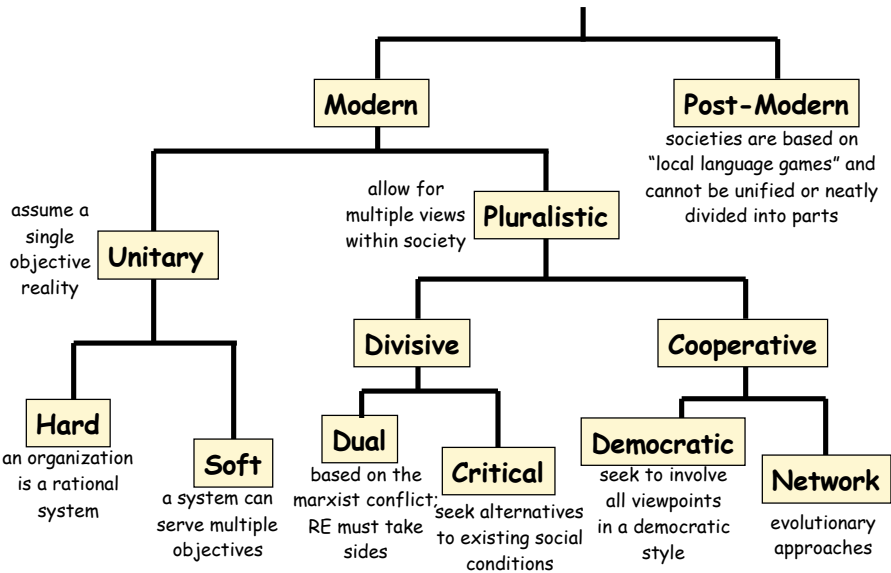 Modern
Post-Modern
societies are based on
“local language games” and
cannot be unified or neatly
divided into parts
assume a
single
objective
reality
Unitary
allow for
multiple views
within society
Pluralistic
Hard
an organization
is a rational
system
Soft
a system can
serve multiple
objectives
Divisive
Dual
based on the
marxist conflict;
RE must take
sides
Critical
seek alternatives
to existing social
conditions
Cooperative
Democratic
seek to involve
all viewpoints
in a democratic
style
Network
evolutionary
approaches